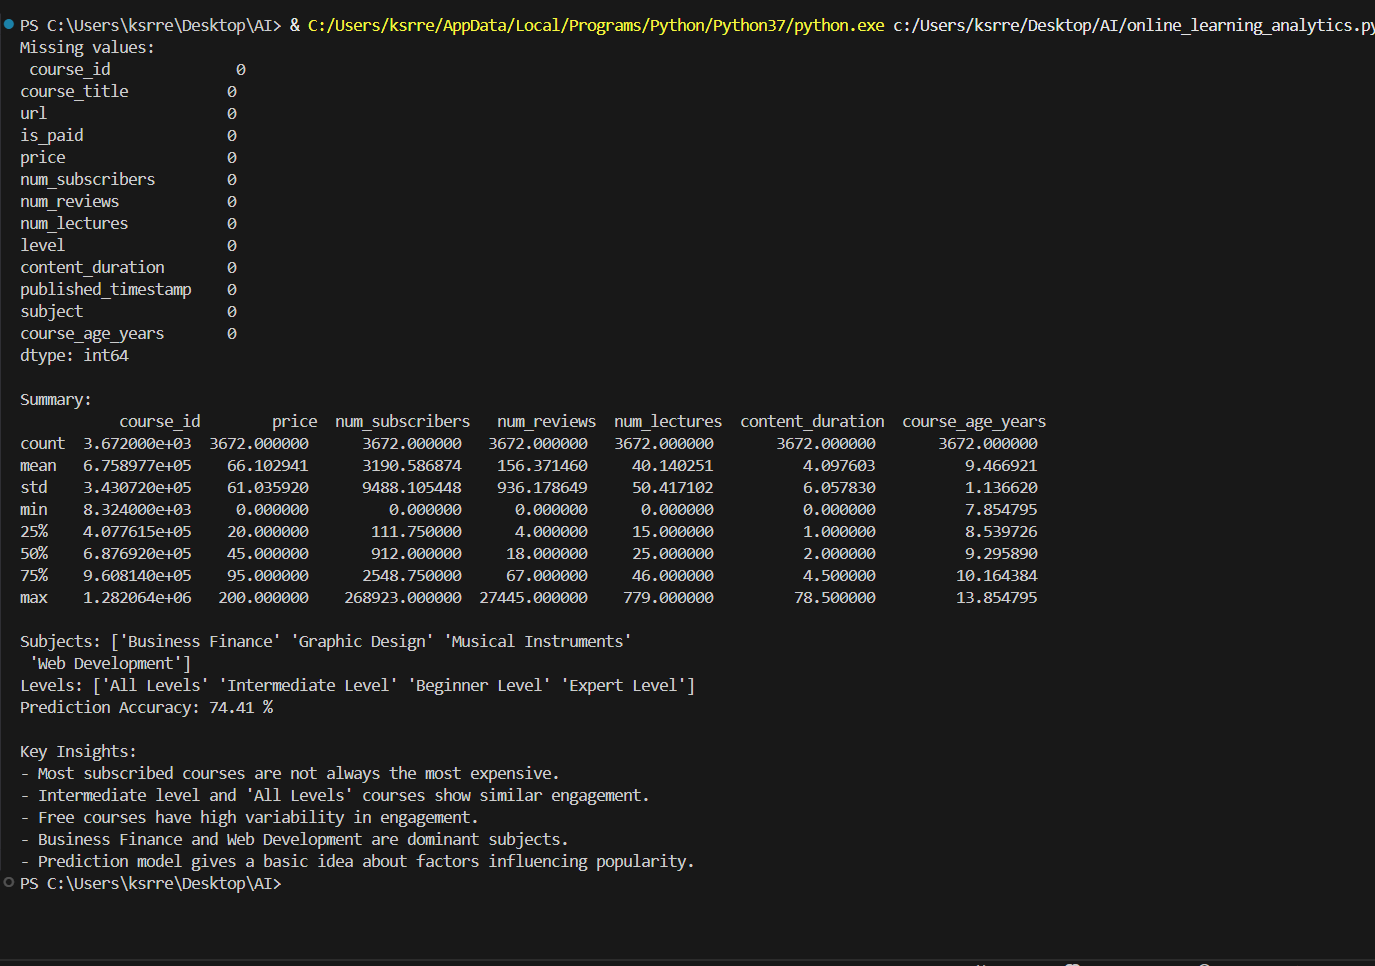 PS C:\Users\ksrre\Desktop\AI> & C:/Users/ksrre/AppData/Local/Programs/Python/Python37/python.exe c:/Users/ksrre/Desktop/AI/online_learning_analytics.py
Missing values:
 course_id              0
course_title           0
url                    0
is_paid                0
price                  0
num_subscribers        0
num_reviews            0
num_lectures           0
level                  0
content_duration       0
published_timestamp    0
subject                0
course_age_years       0
dtype: int64
Summary:
           course_id        price  num_subscribers   num_reviews  num_lectures  content_duration  course_age_years
count  3.672000e+03  3672.000000      3672.000000   3672.000000   3672.000000       3672.000000       3672.000000
mean   6.758977e+05    66.102941      3190.586874    156.371460     40.140251          4.097603          9.466921
std    3.430720e+05    61.035920      9488.105448    936.178649     50.417102          6.057830          1.136620
min    8.324000e+03     0.000000         0.000000      0.000000      0.000000          0.000000          7.854795
25%    4.077615e+05    20.000000       111.750000      4.000000     15.000000          1.000000          8.539726
50%    6.876920e+05    45.000000       912.000000     18.000000     25.000000          2.000000          9.295890
75%    9.608140e+05    95.000000      2548.750000     67.000000     46.000000          4.500000         10.164384
max    1.282064e+06   200.000000    268923.000000  27445.000000    779.000000         78.500000         13.854795
Subjects: ['Business Finance' 'Graphic Design' 'Musical Instruments'
 'Web Development']
Levels: ['All Levels' 'Intermediate Level' 'Beginner Level' 'Expert Level']
Prediction Accuracy: 74.41 %
Key Insights:
- Most subscribed courses are not always the most expensive.
- Intermediate level and 'All Levels' courses show similar engagement.
- Free courses have high variability in engagement.
- Business Finance and Web Development are dominant subjects.
- Prediction model gives a basic idea about factors influencing popularity.
PS C:\Users\ksrre\Desktop\AI>